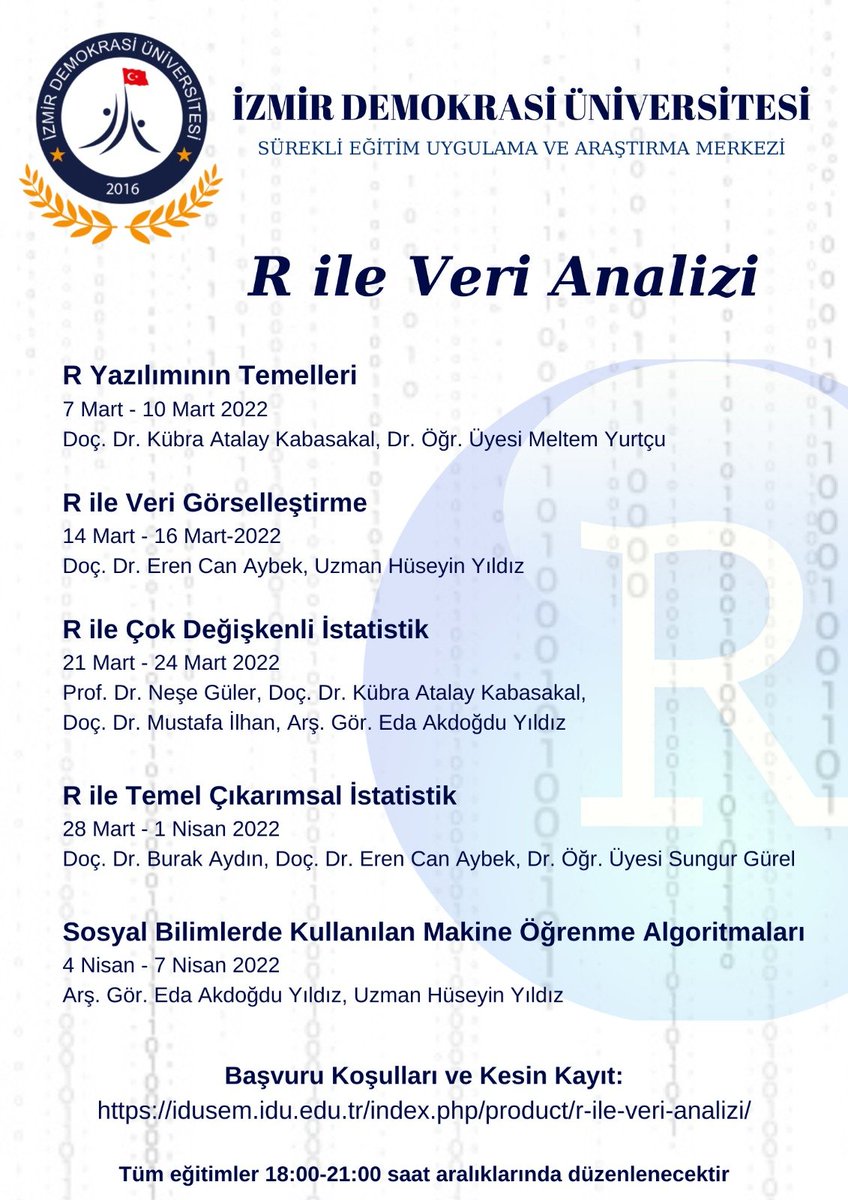 İZMİR DEMOKRASİ ÜNİVERSİTESİ
2016
İZMİR DEMOKRASİ ÜNİVERSİTESİ
SÜREKLİ EĞİTİM UYGULAMA VE ARAŞTIRMA MERKEZİ
R ile Veri Analizi
R Yazılımının Temelleri
7 Mart - 10 Mart 2022
Doç. Dr. Kübra Atalay Kabasakal, Dr. Öğr. Üyesi Meltem Yurtçu
R ile Veri Görselleştirme
14 Mart - 16 Mart-2022
Doç. Dr. Eren Can Aybek, Uzman Hüseyin Yıldız
R ile Çok Değişkenli İstatistik
21 Mart - 24 Mart 2022
Prof. Dr. Neşe Güler, Doç. Dr. Kübra Atalay Kabasakal,
Doç. Dr. Mustafa İlhan, Arş. Gör. Eda Akdoğdu Yıldız
R ile Temel Çıkarımsal İstatistik
28 Mart - 1 Nisan 2022
Doç. Dr. Burak Aydın, Doç. Dr. Eren Can Aybek, Dr. Öğr. Üyesi Sungur Gürel
Sosyal Bilimlerde Kullanılan Makine Öğrenme Algoritmaları
4 Nisan - 7 Nisan 2022
Arş. Gör. Eda Akdoğdu Yıldız, Uzman Hüseyin Yıldız
R
Başvuru Koşulları ve Kesin Kayıt:
https://idusem.idu.edu.tr/index.php/product/r-ile-veri-analizi/
Tüm eğitimler 18:00-21:00 saat aralıklarında düzenlenecektir